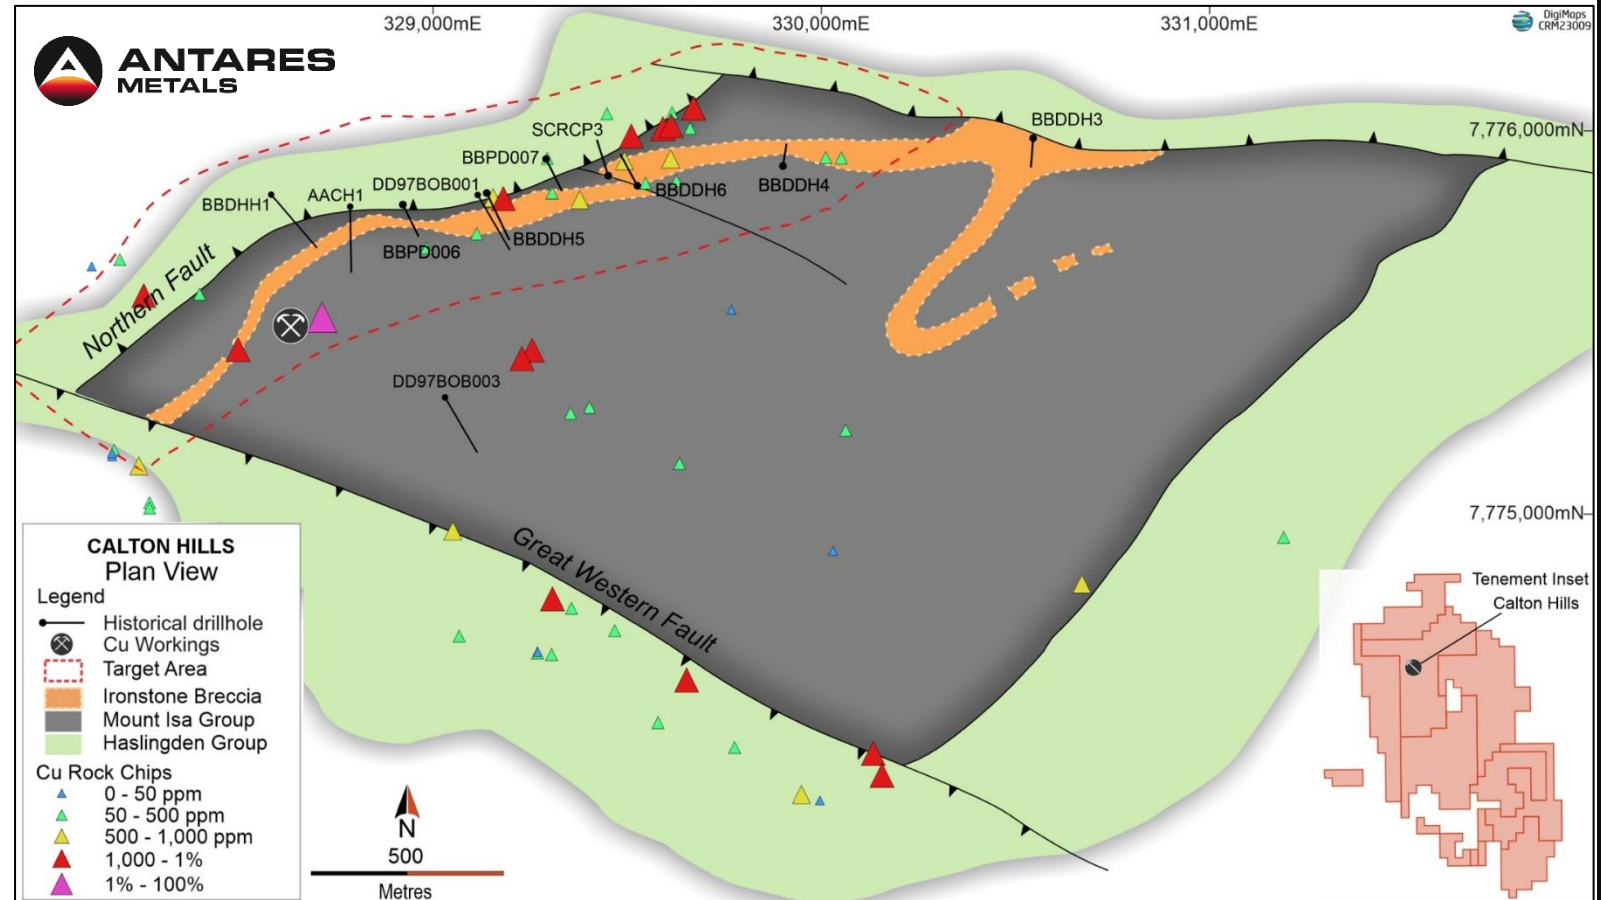 329,000mE
330,000mE
331,000mE
DigiMaps
CRM23009
ANTARES
METALS
7,776,000mN
SCRCP3
BBDDH3
BBPD007
DD97BOB001
AACH1
BBDHH1
BBDDH6
BBDDH4
BBDDH5
BBPD006
Northern Fault
DD97BOB003
7,775,000mN
Great Western Fault
CALTON HILLS
Plan View
Legend
Historical drillhole
Cu Workings
Target Area
Ironstone Breccia
Mount Isa Group
Haslingden Group
Cu Rock Chips
0 - 50 ppm
50 - 500 ppm
500 - 1,000 ppm
1,000 - 1%
1% - 100%
N
500
Metres
Tenement Inset
Calton Hills